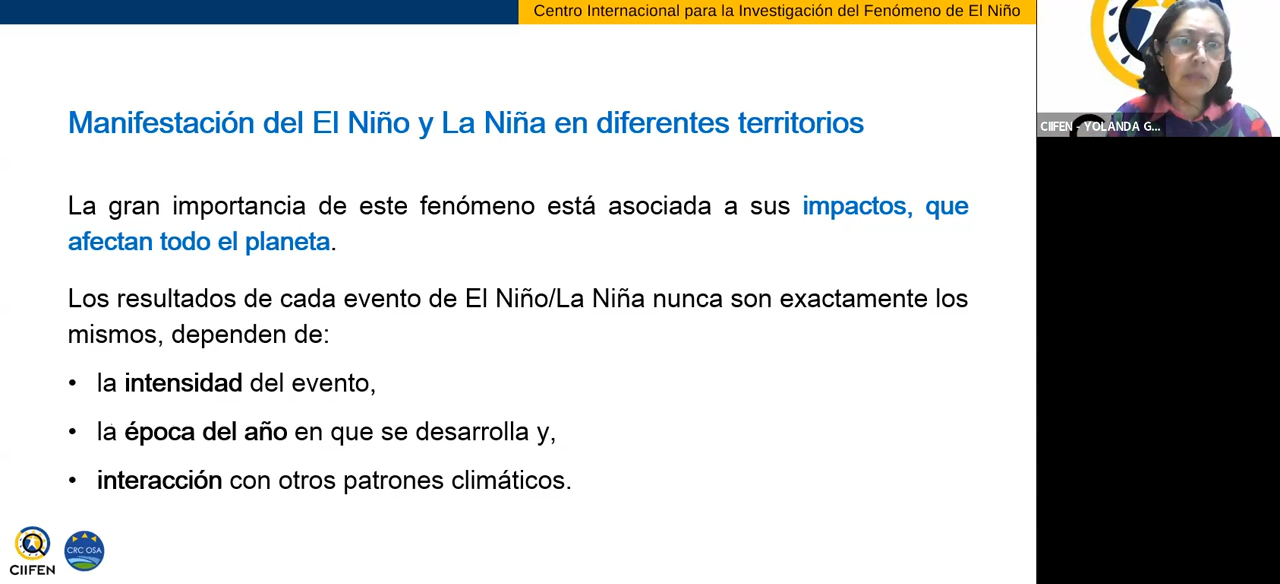 Centro Internacional para la Investigación del Fenómeno de El Niño
Manifestación del El Niño y La Niña en diferentes territorios
La gran importancia de este fenómeno está asociada a sus impactos, que
afectan todo el planeta.
Los resultados de cada evento de El Niño/La Niña nunca son exactamente los
mismos, dependen de:
• la intensidad del evento,
• la época del año en que se desarrolla y,
• interacción con otros patrones climáticos.
CIIFEN
CRC OSA
CIIFEN - YOLANDA G...